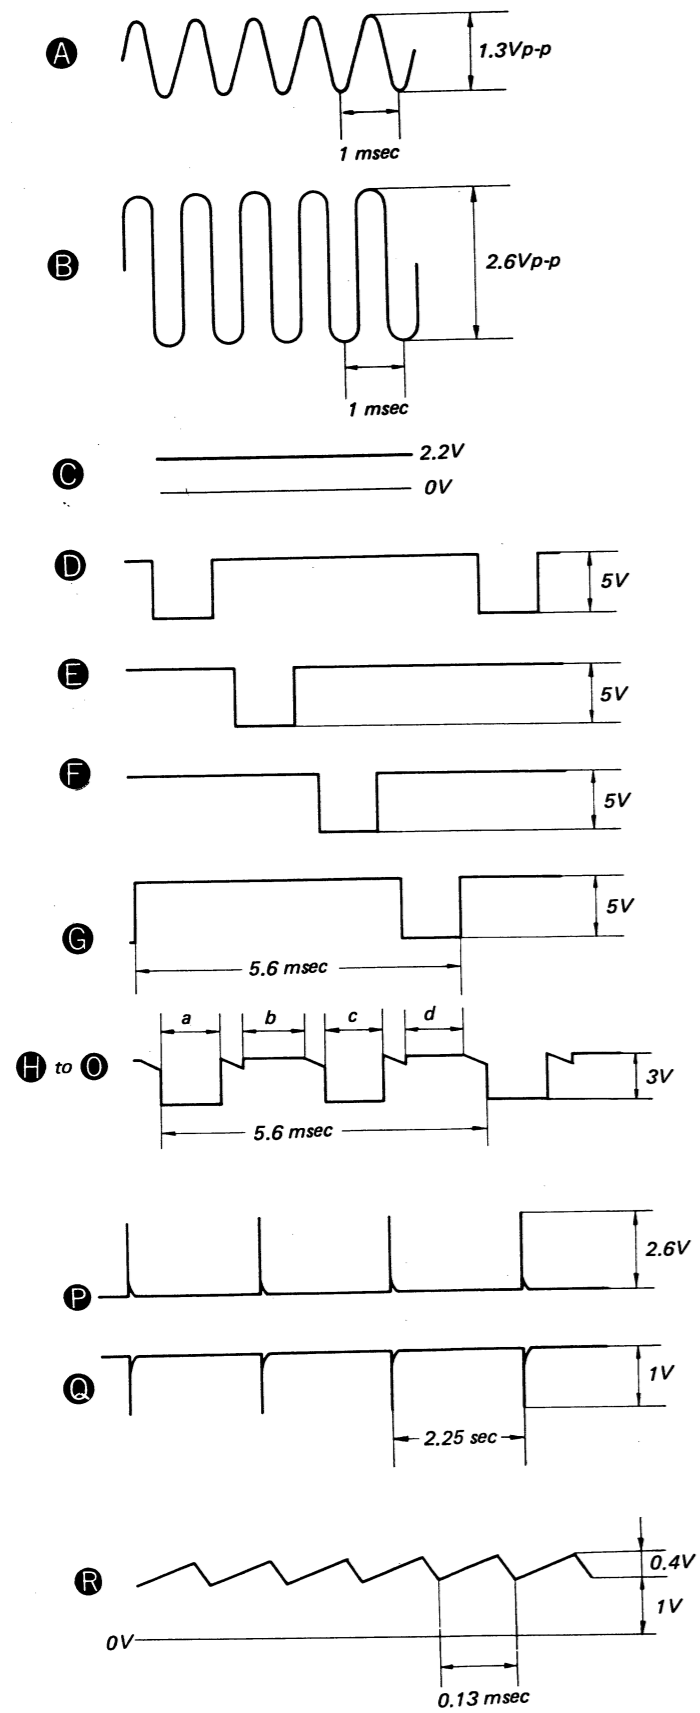 A
1.3Vp-p
1 msec
B
2.6Vp-p
1 msec
C
2.2V
0V
D
5V
E
5V
F
5V
G
5V
5.6 msec
a b c d
H to O
3V
5.6 msec
2.6V
P
Q
1V
2.25 sec
R
0.4V
1V
0V
0.13 msec